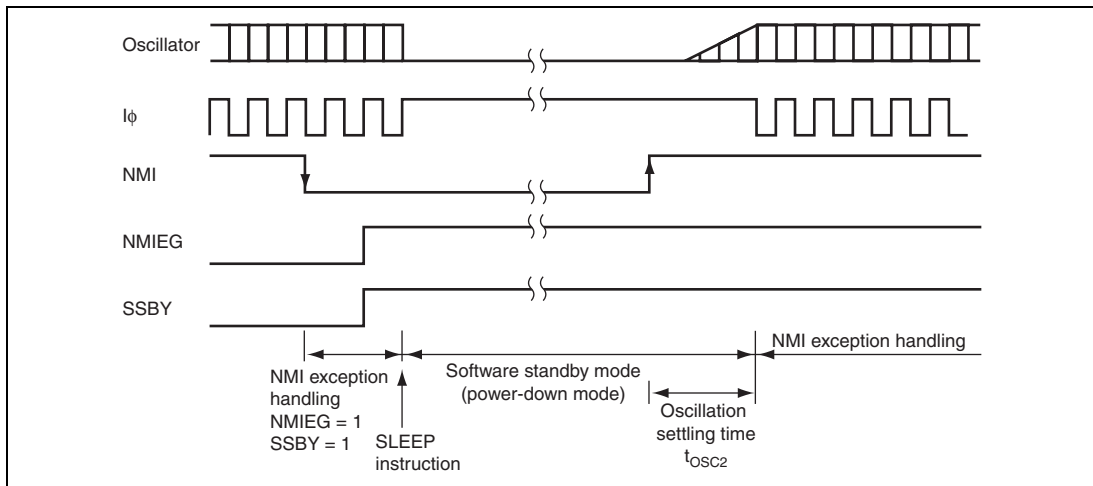 Oscillator
Iϕ
NMI
NMIEG
SSBY
NMI exception
handling
NMIEG = 1
SSBY = 1
SLEEP
instruction
Software standby mode
(power-down mode)
Oscillation
settling time
tOSC2
NMI exception handling